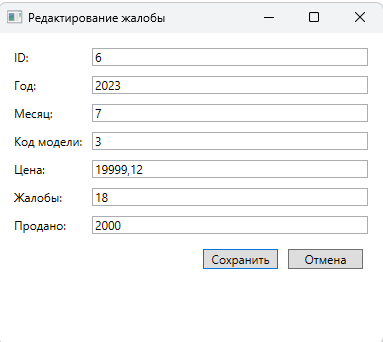 Редактирование жалобы
ID: 6
Год: 2023
Месяц: 7
Код модели: 3
Цена: 19999,12
Жалобы: 18
Продано: 2000
Сохранить Отмена